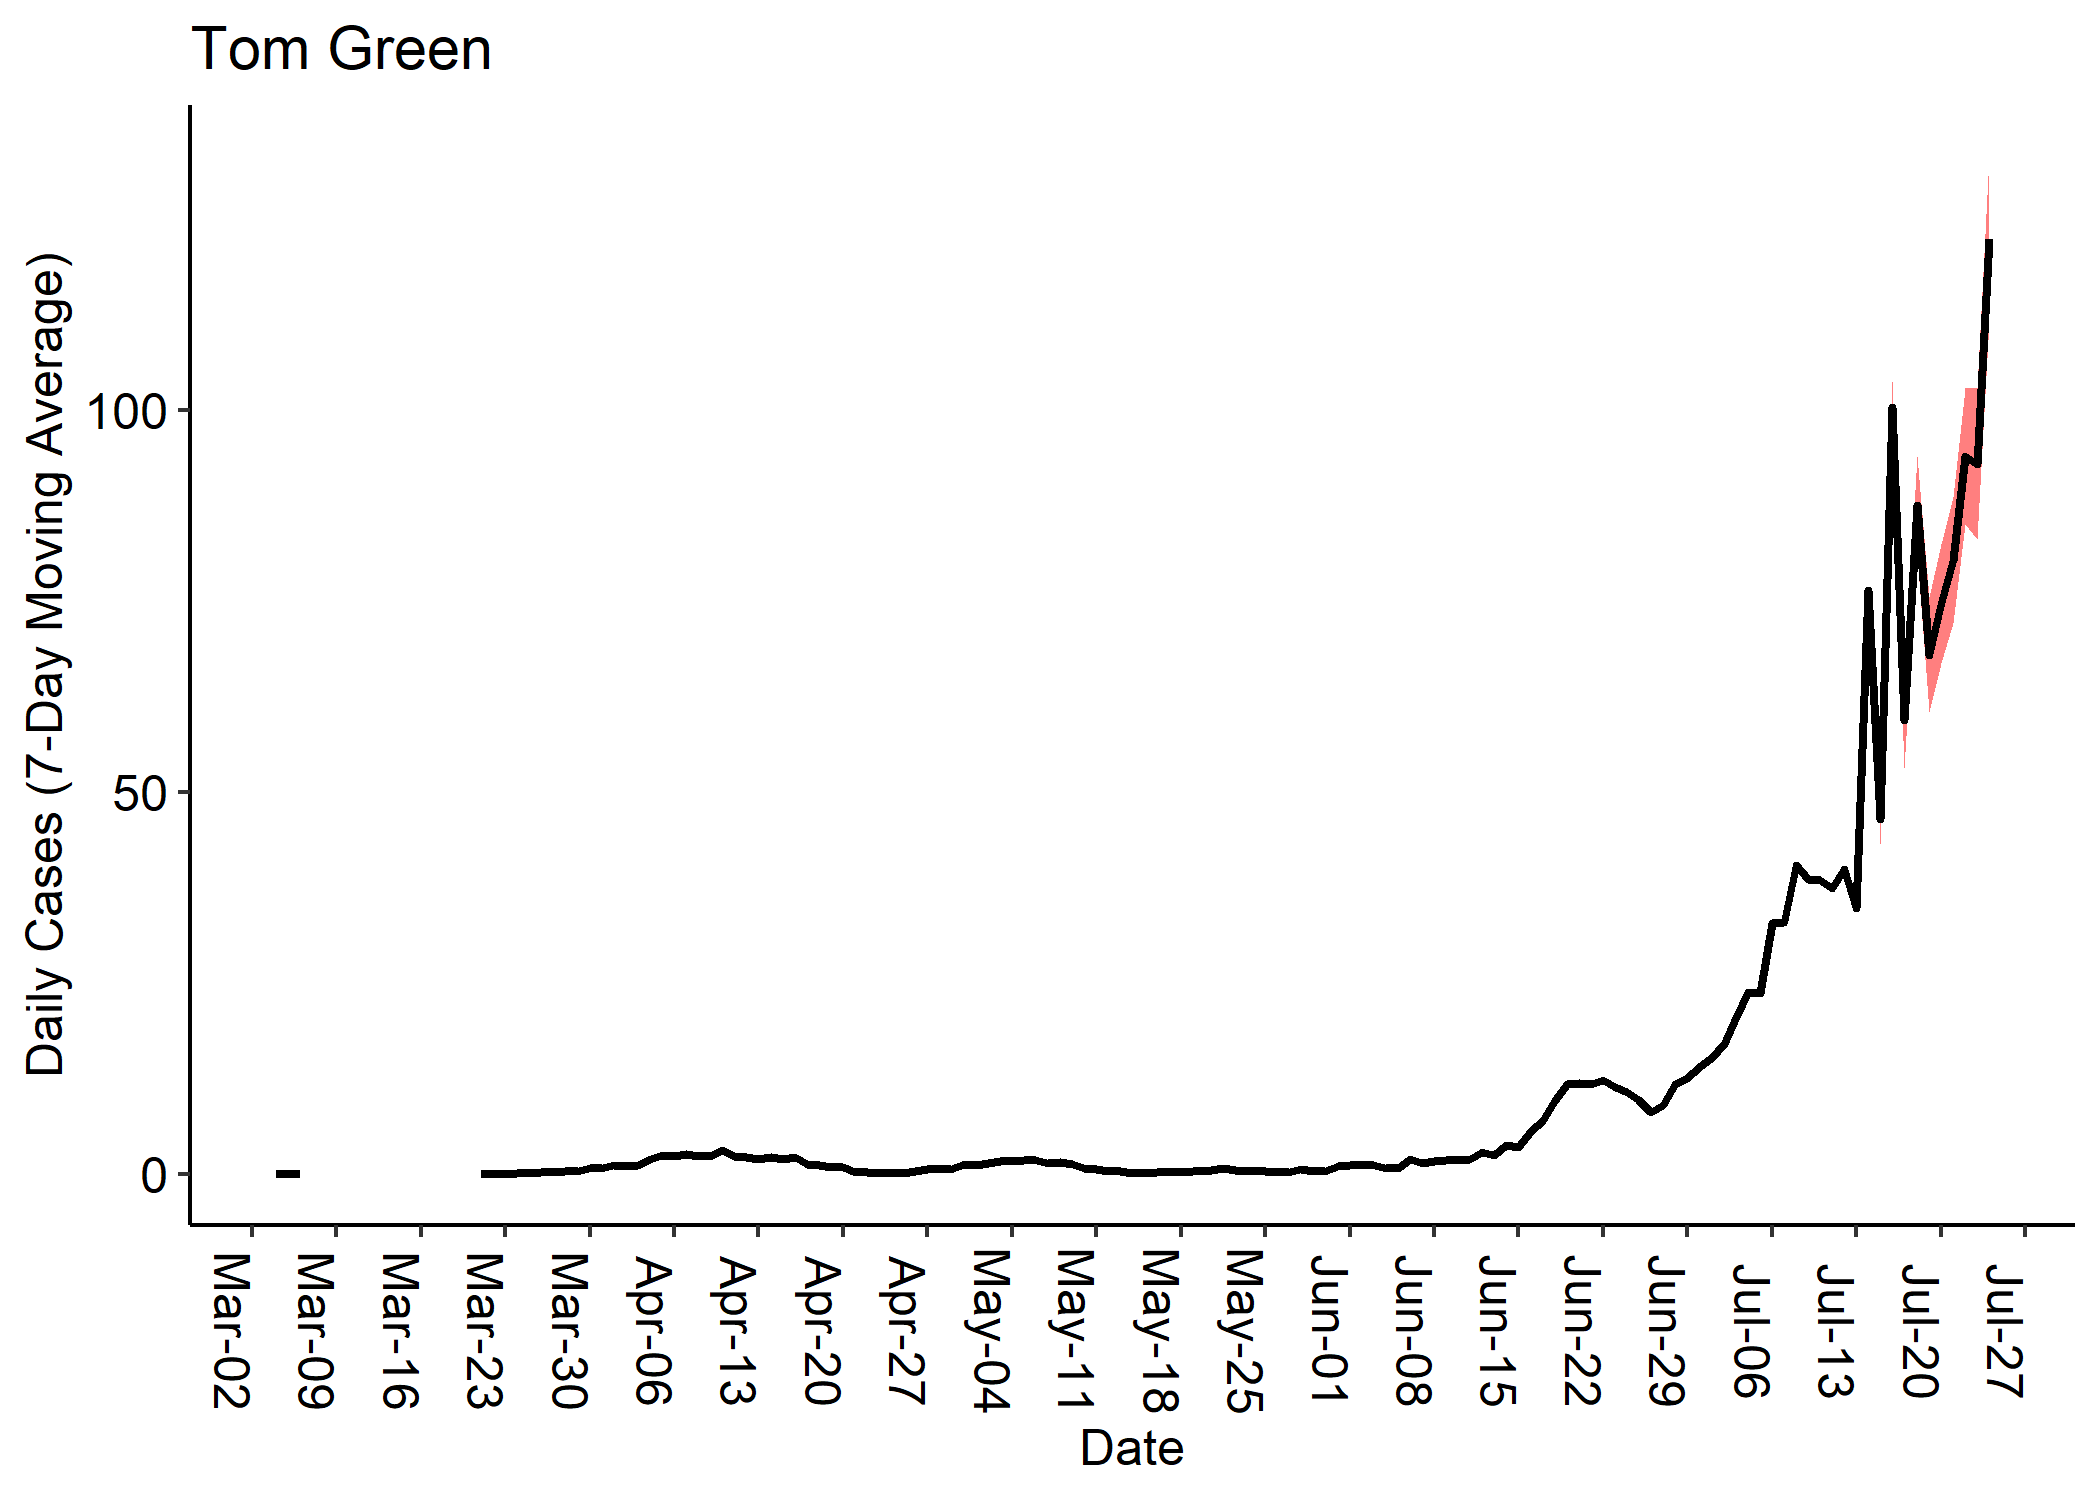 Tom Green
Daily Cases (7-Day Moving Average)
100
50
0
Mar-02
Mar-09
Mar-16
Mar-23
Mar-30
Apr-06
Apr-13
Apr-20
Apr-27
May-04
May-11
May-18
May-25
Jun-01
Jun-08
Jun-15
Jun-22
Jun-29
Jul-06
Jul-13
Jul-20
Jul-27
Date